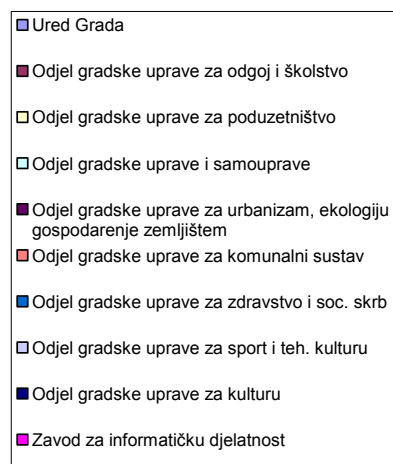 Ured Grada
Odjel gradske uprave za odgoj i školstvo
Odjel gradske uprave za poduzetništvo
Odjel gradske uprave i samouprave
Odjel gradske uprave za urbanizam, ekologiju
gospodarenje zemljištem
Odjel gradske uprave za komunalni sustav
Odjel gradske uprave za zdravstvo i soc. skrb
Odjel gradske uprave za sport i teh. kulturu
Odjel gradske uprave za kulturu
Zavod za informatičku djelatnost